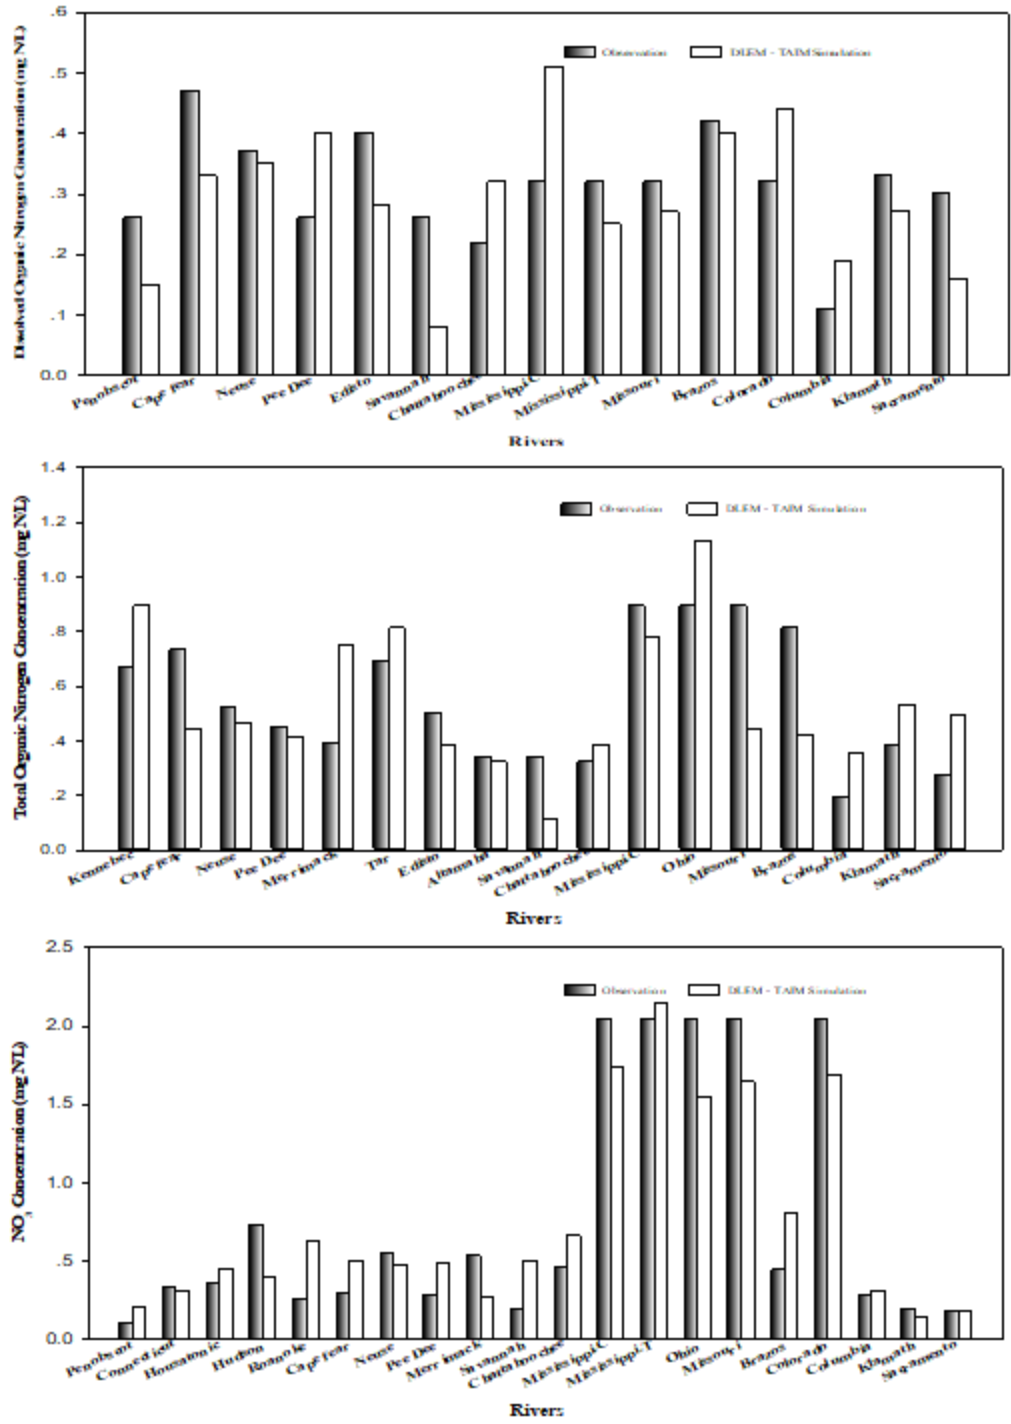 Dissolved Organic Nitrogen Concentration (mg N/L)
.6
.5
.4
.3
.2
.1
0.0
Observation
DLEM - TAIM Simulation
Penobscot
Cape Fear
Neuse
Pee Dee
Edisto
Savannah
Chattahoochee
Mississippi C
Mississippi T
Missouri
Brazos
Colorado
Columbia
Klamath
Sacramento
Rivers
Total Organic Nitrogen Concentration (mg N/L)
1.4
1.2
1.0
.8
.6
.4
.2
0.0
Observation
DLEM - TAIM Simulation
Kennebec
Cape Fear
Neuse
Pee Dee
Merrimack
Tar
Edisto
Altamaha
Savannah
Chattahoochee
Mississippi C
Ohio
Missouri
Brazos
Columbia
Klamath
Sacramento
Rivers
NO3 Concentration (mg N/L)
2.5
2.0
1.5
1.0
.5
0.0
Observation
DLEM - TAIM Simulation
Penobscot
Connecticut
Housatonic
Hudson
Roanoke
Cape Fear
Neuse
Pee Dee
Merrimack
Savannah
Chattahoochee
Mississippi C
Mississippi T
Ohio
Missouri
Brazos
Colorado
Columbia
Klamath
Sacramento
Rivers